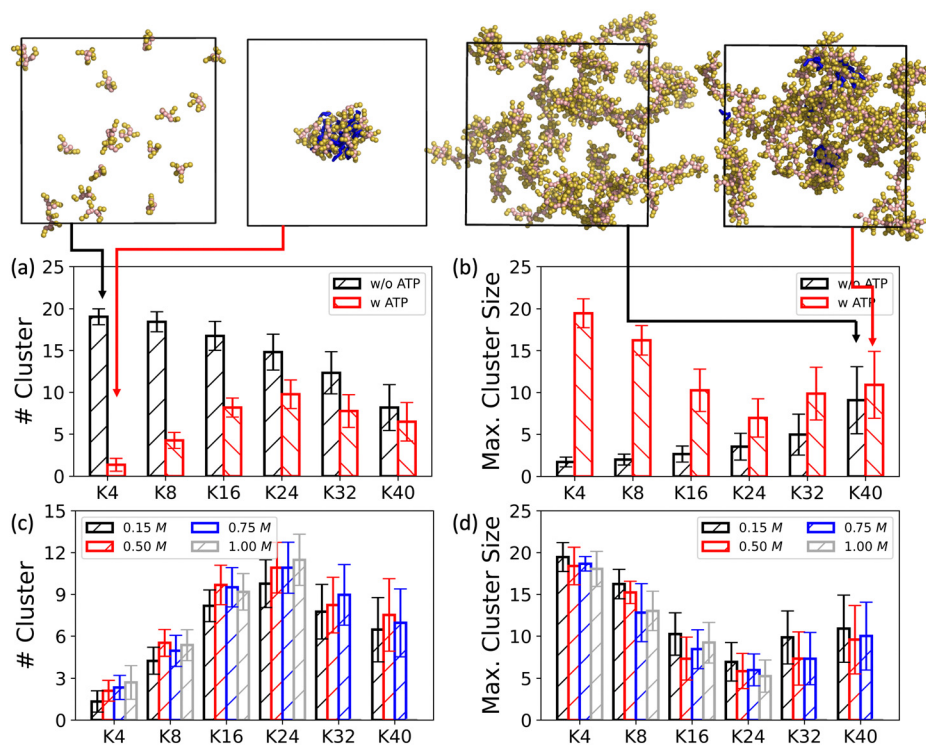 (a)
25
20
15
10
5
0
# Cluster
w/o ATP
w ATP
K4 K8 K16 K24 K32 K40
(b)
25
20
15
10
5
0
Max. Cluster Size
w/o ATP
w ATP
K4 K8 K16 K24 K32 K40
(c)
15
12
9
6
3
0
# Cluster
0.15 M 0.75 M
0.50 M 1.00 M
K4 K8 K16 K24 K32 K40
(d)
25
20
15
10
5
0
Max. Cluster Size
0.15 M 0.75 M
0.50 M 1.00 M
K4 K8 K16 K24 K32 K40